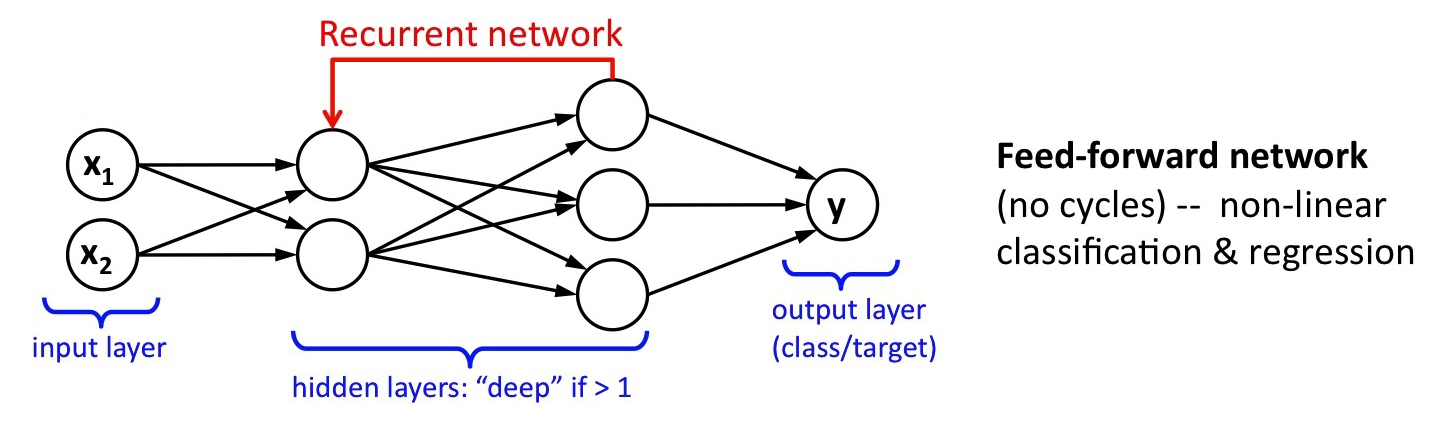 Recurrent network
x1
x2
y
input layer
hidden layers: “deep” if > 1
output layer
(class/target)
Feed-forward network
(no cycles) -- non-linear
classification & regression